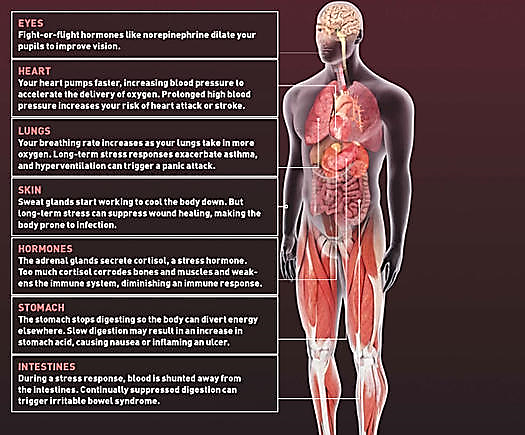 EYES
Fight-or-flight hormones like norepinephrine dilate your
pupils to improve vision.
HEART
Your heart pumps faster, increasing blood pressure to
accelerate the delivery of oxygen. Prolonged high blood
pressure increases your risk of heart attack or stroke.
LUNGS
Your breathing rate increases as your lungs take in more
oxygen. Long-term stress responses exacerbate asthma,
and hyperventilation can trigger a panic attack.
SKIN
Sweat glands start working to cool the body down. But
long-term stress can suppress wound healing, making the
body prone to infection.
HORMONES
The adrenal glands secrete cortisol, a stress hormone.
Too much cortisol corrodes bones and muscles and weak-
ens the immune system, diminishing an immune response.
STOMACH
The stomach stops digesting so the body can divert energy
elsewhere. Slow digestion may result in an increase in
stomach acid, causing nausea or inflaming an ulcer.
INTESTINES
During a stress response, blood is shunted away from
the intestines. Continually suppressed digestion can
trigger irritable bowel syndrome.